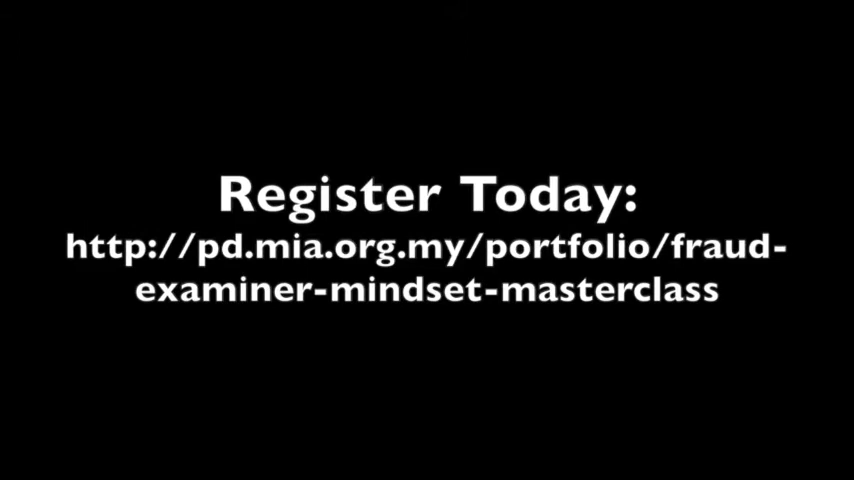 Register Today:
http://pd.mia.org.my/portfolio/fraud-
examiner-mindset-masterclass